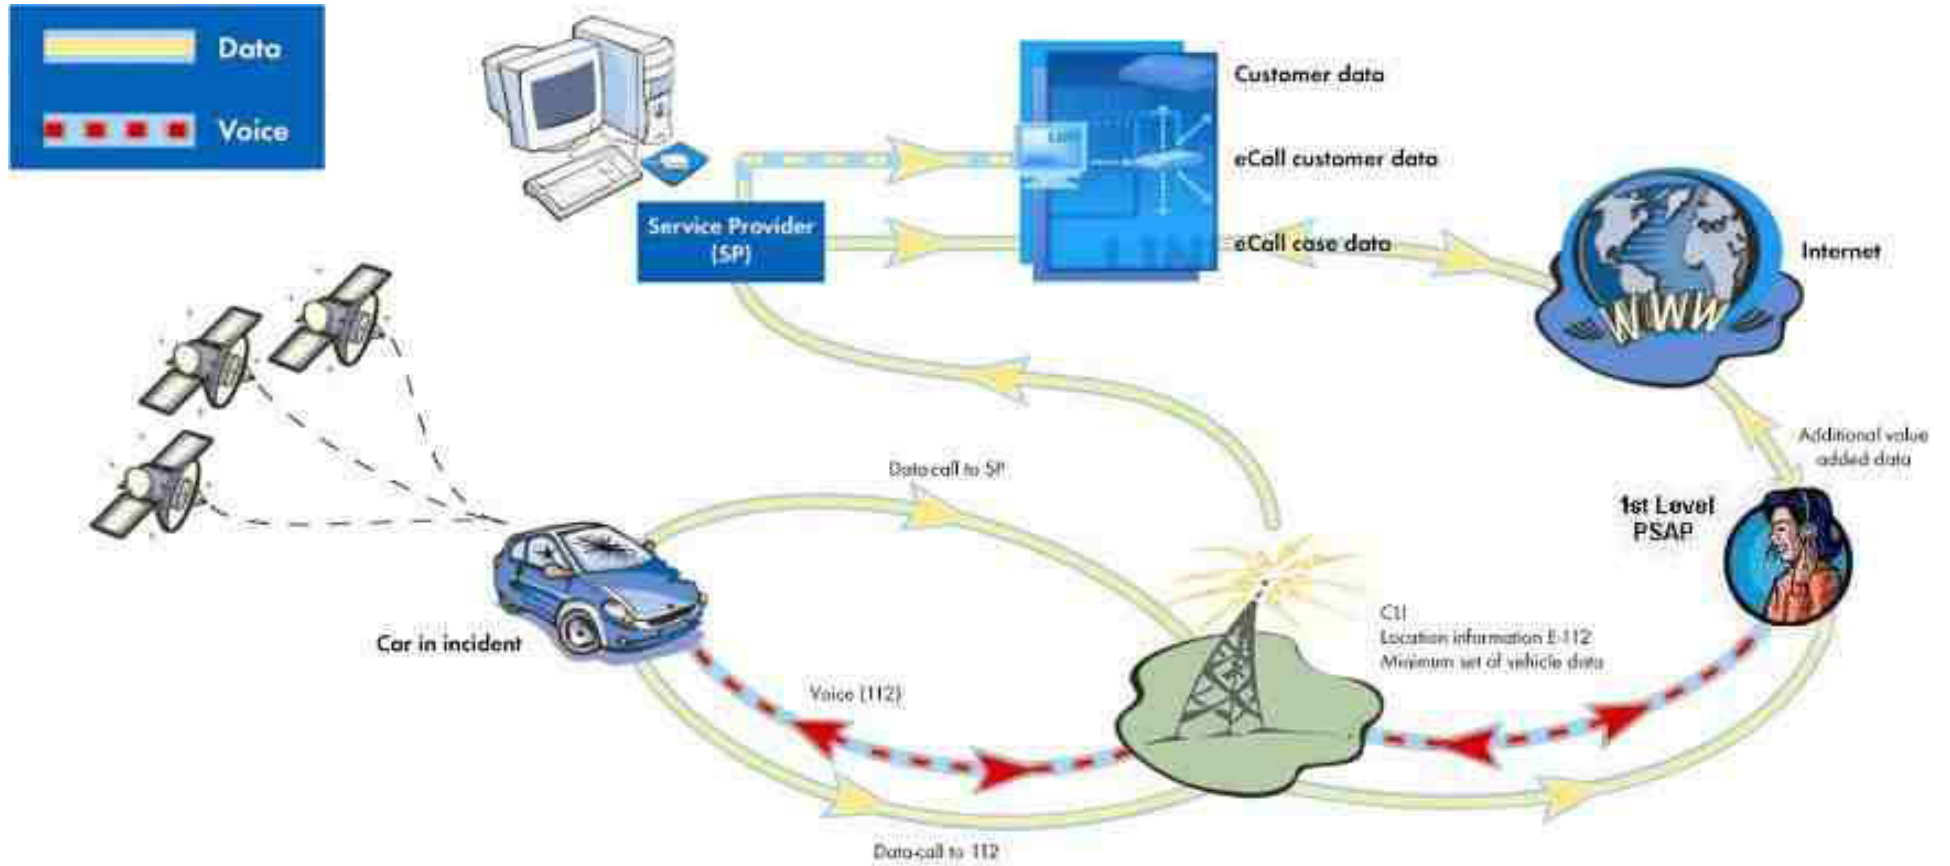 Data
Voice
Customer data
eCall customer data
eCall case data
Service Provider
(SP)
Internet
WWW
Additional value
added data
Data-call to SP
1st Level
PSAP
Car in incident
CLI
Location information E-112
Minimum set of vehicle data
Voice (112)
Data-call to 112